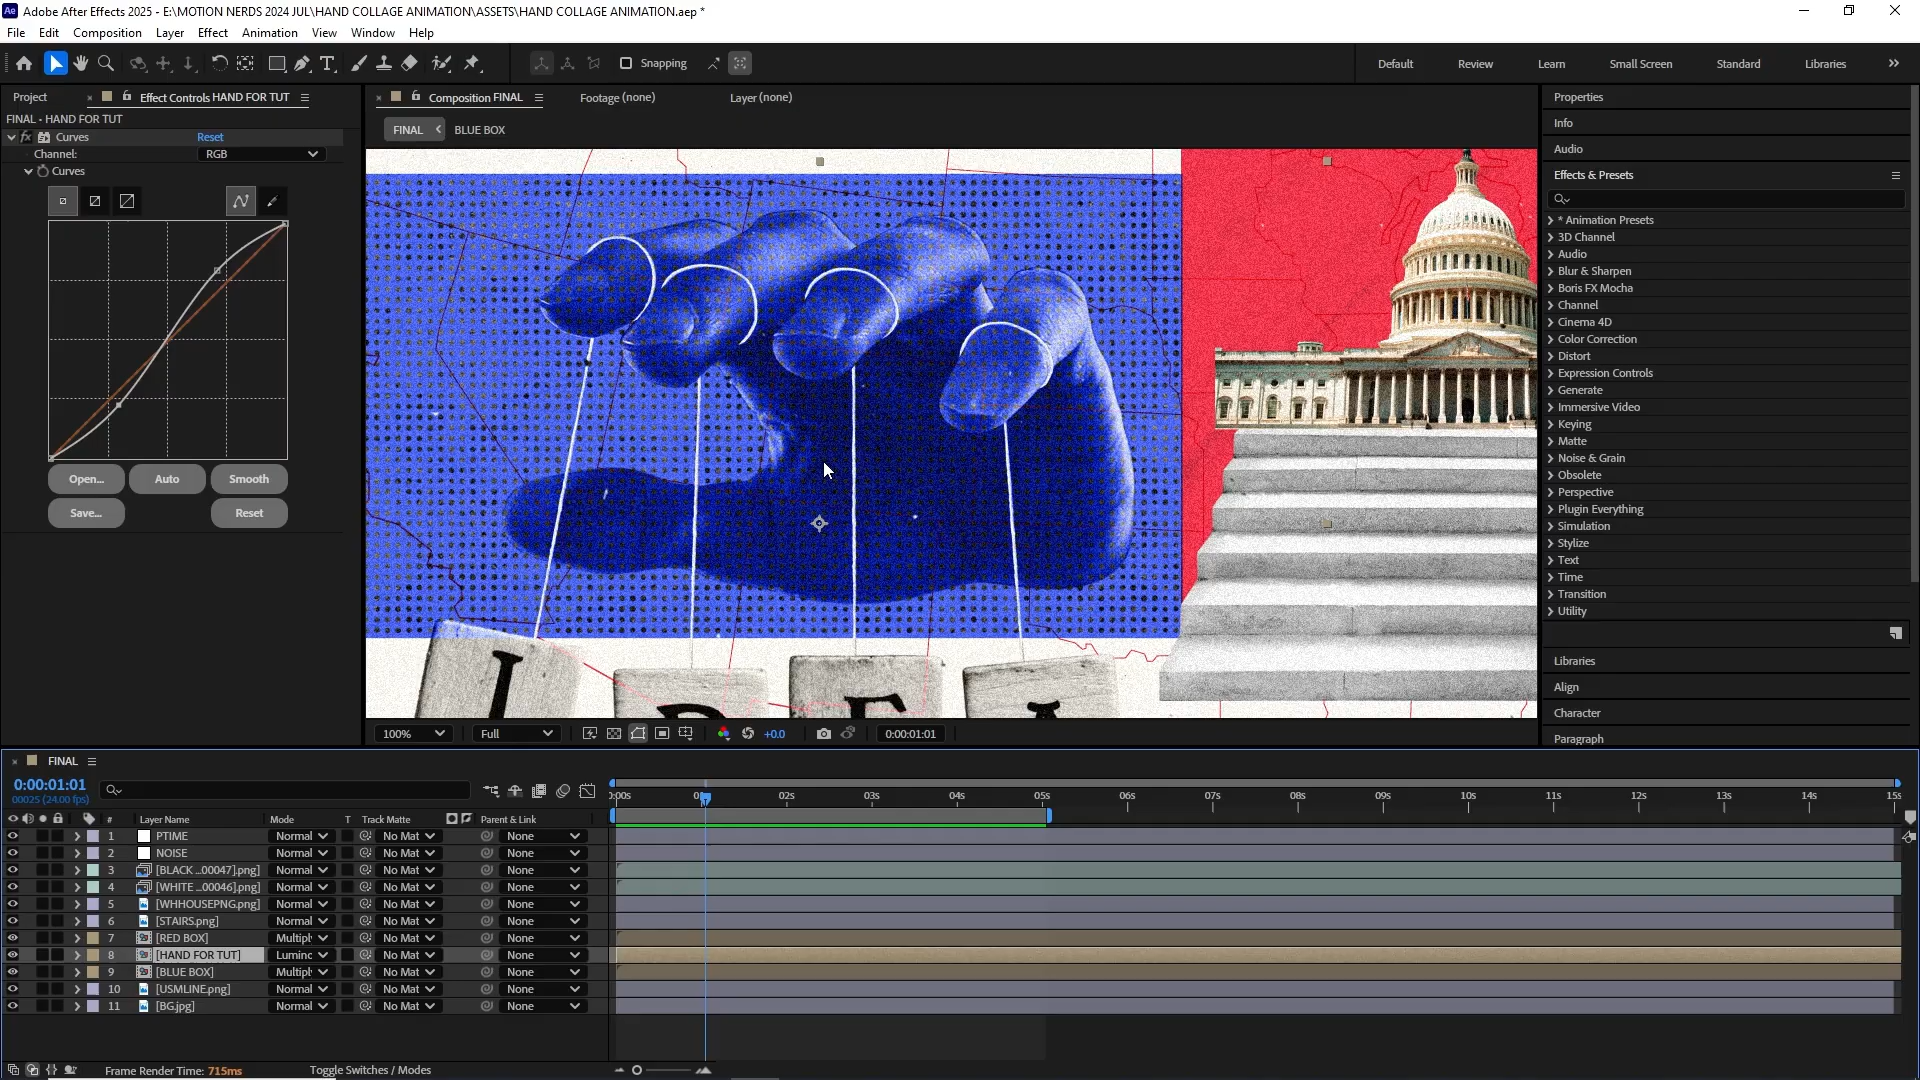 Adobe After Effects 2025 - E:\MOTION NERDS 2024 JUL\HAND COLLAGE ANIMATION\ASSETS\HAND COLLAGE ANIMATION.aep *
File Edit Composition Layer Effect Animation View Window Help
Snapping
Default Review Learn Small Screen Standard Libraries
Project Effect Controls HAND FOR TUT
FINAL - HAND FOR TUT
fx Curves Reset
Channel: RGB
Curves
Open... Auto Smooth
Save... Reset
Composition FINAL Footage (none) Layer (none)
FINAL BLUE BOX
100% Full +0.0 0:00:01:01
Properties
Info
Audio
Effects & Presets
* Animation Presets
3D Channel
Audio
Blur & Sharpen
Boris FX Mocha
Channel
Cinema 4D
Color Correction
Distort
Expression Controls
Generate
Immersive Video
Keying
Matte
Noise & Grain
Obsolete
Perspective
Plugin Everything
Simulation
Stylize
Text
Time
Transition
Utility
Libraries
Align
Character
Paragraph
FINAL
0:00:01:01
00025 (24.00 fps)
# Layer Name Mode T Track Matte Parent & Link
02s 03s 04s 05s 06s 07s 08s 09s 10s 11s 12s 13s 14s 15s
1 PTIME Normal No Mat None
2 NOISE Normal No Mat None
3 [BLACK ...00047].png] Normal No Mat None
4 [WHITE ...00046].png] Normal No Mat None
5 [WHHOUSEPNG.png] Normal No Mat None
6 [STAIRS.png] Normal No Mat None
7 [RED BOX] Multipl No Mat None
8 [HAND FOR TUT] Luminc No Mat None
9 [BLUE BOX] Multipl No Mat None
10 [USMLINE.png] Normal No Mat None
11 [BG.jpg] Normal No Mat None
Frame Render Time: 715ms Toggle Switches / Modes